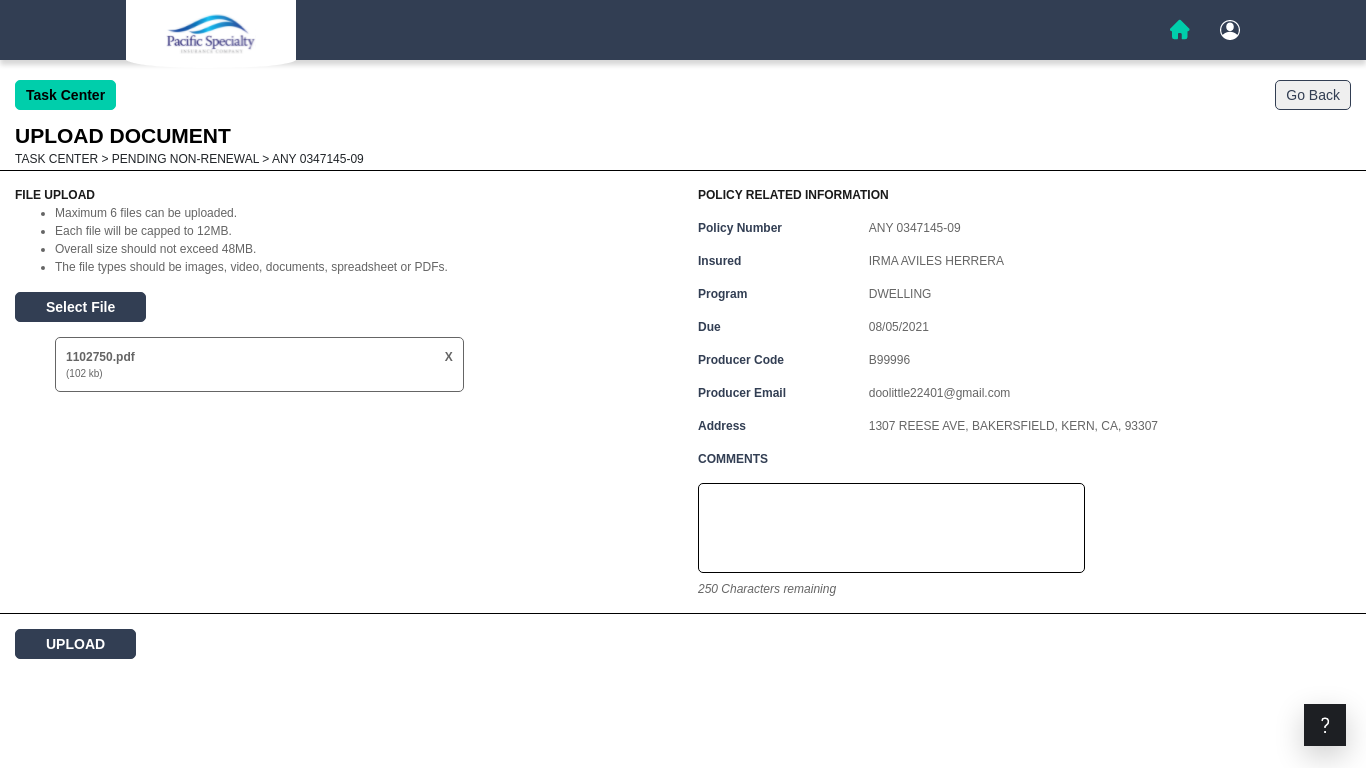 Pacific Specialty
INSURANCE COMPANY
Task Center
Go Back
UPLOAD DOCUMENT
TASK CENTER > PENDING NON-RENEWAL > ANY 0347145-09
FILE UPLOAD
• Maximum 6 files can be uploaded.
• Each file will be capped to 12MB.
• Overall size should not exceed 48MB.
• The file types should be images, video, documents, spreadsheet or PDFs.
Select File
1102750.pdf X
(102 kb)
POLICY RELATED INFORMATION
Policy Number ANY 0347145-09
Insured IRMA AVILES HERRERA
Program DWELLING
Due 08/05/2021
Producer Code B99996
Producer Email doolittle22401@gmail.com
Address 1307 REESE AVE, BAKERSFIELD, KERN, CA, 93307
COMMENTS
250 Characters remaining
UPLOAD
?